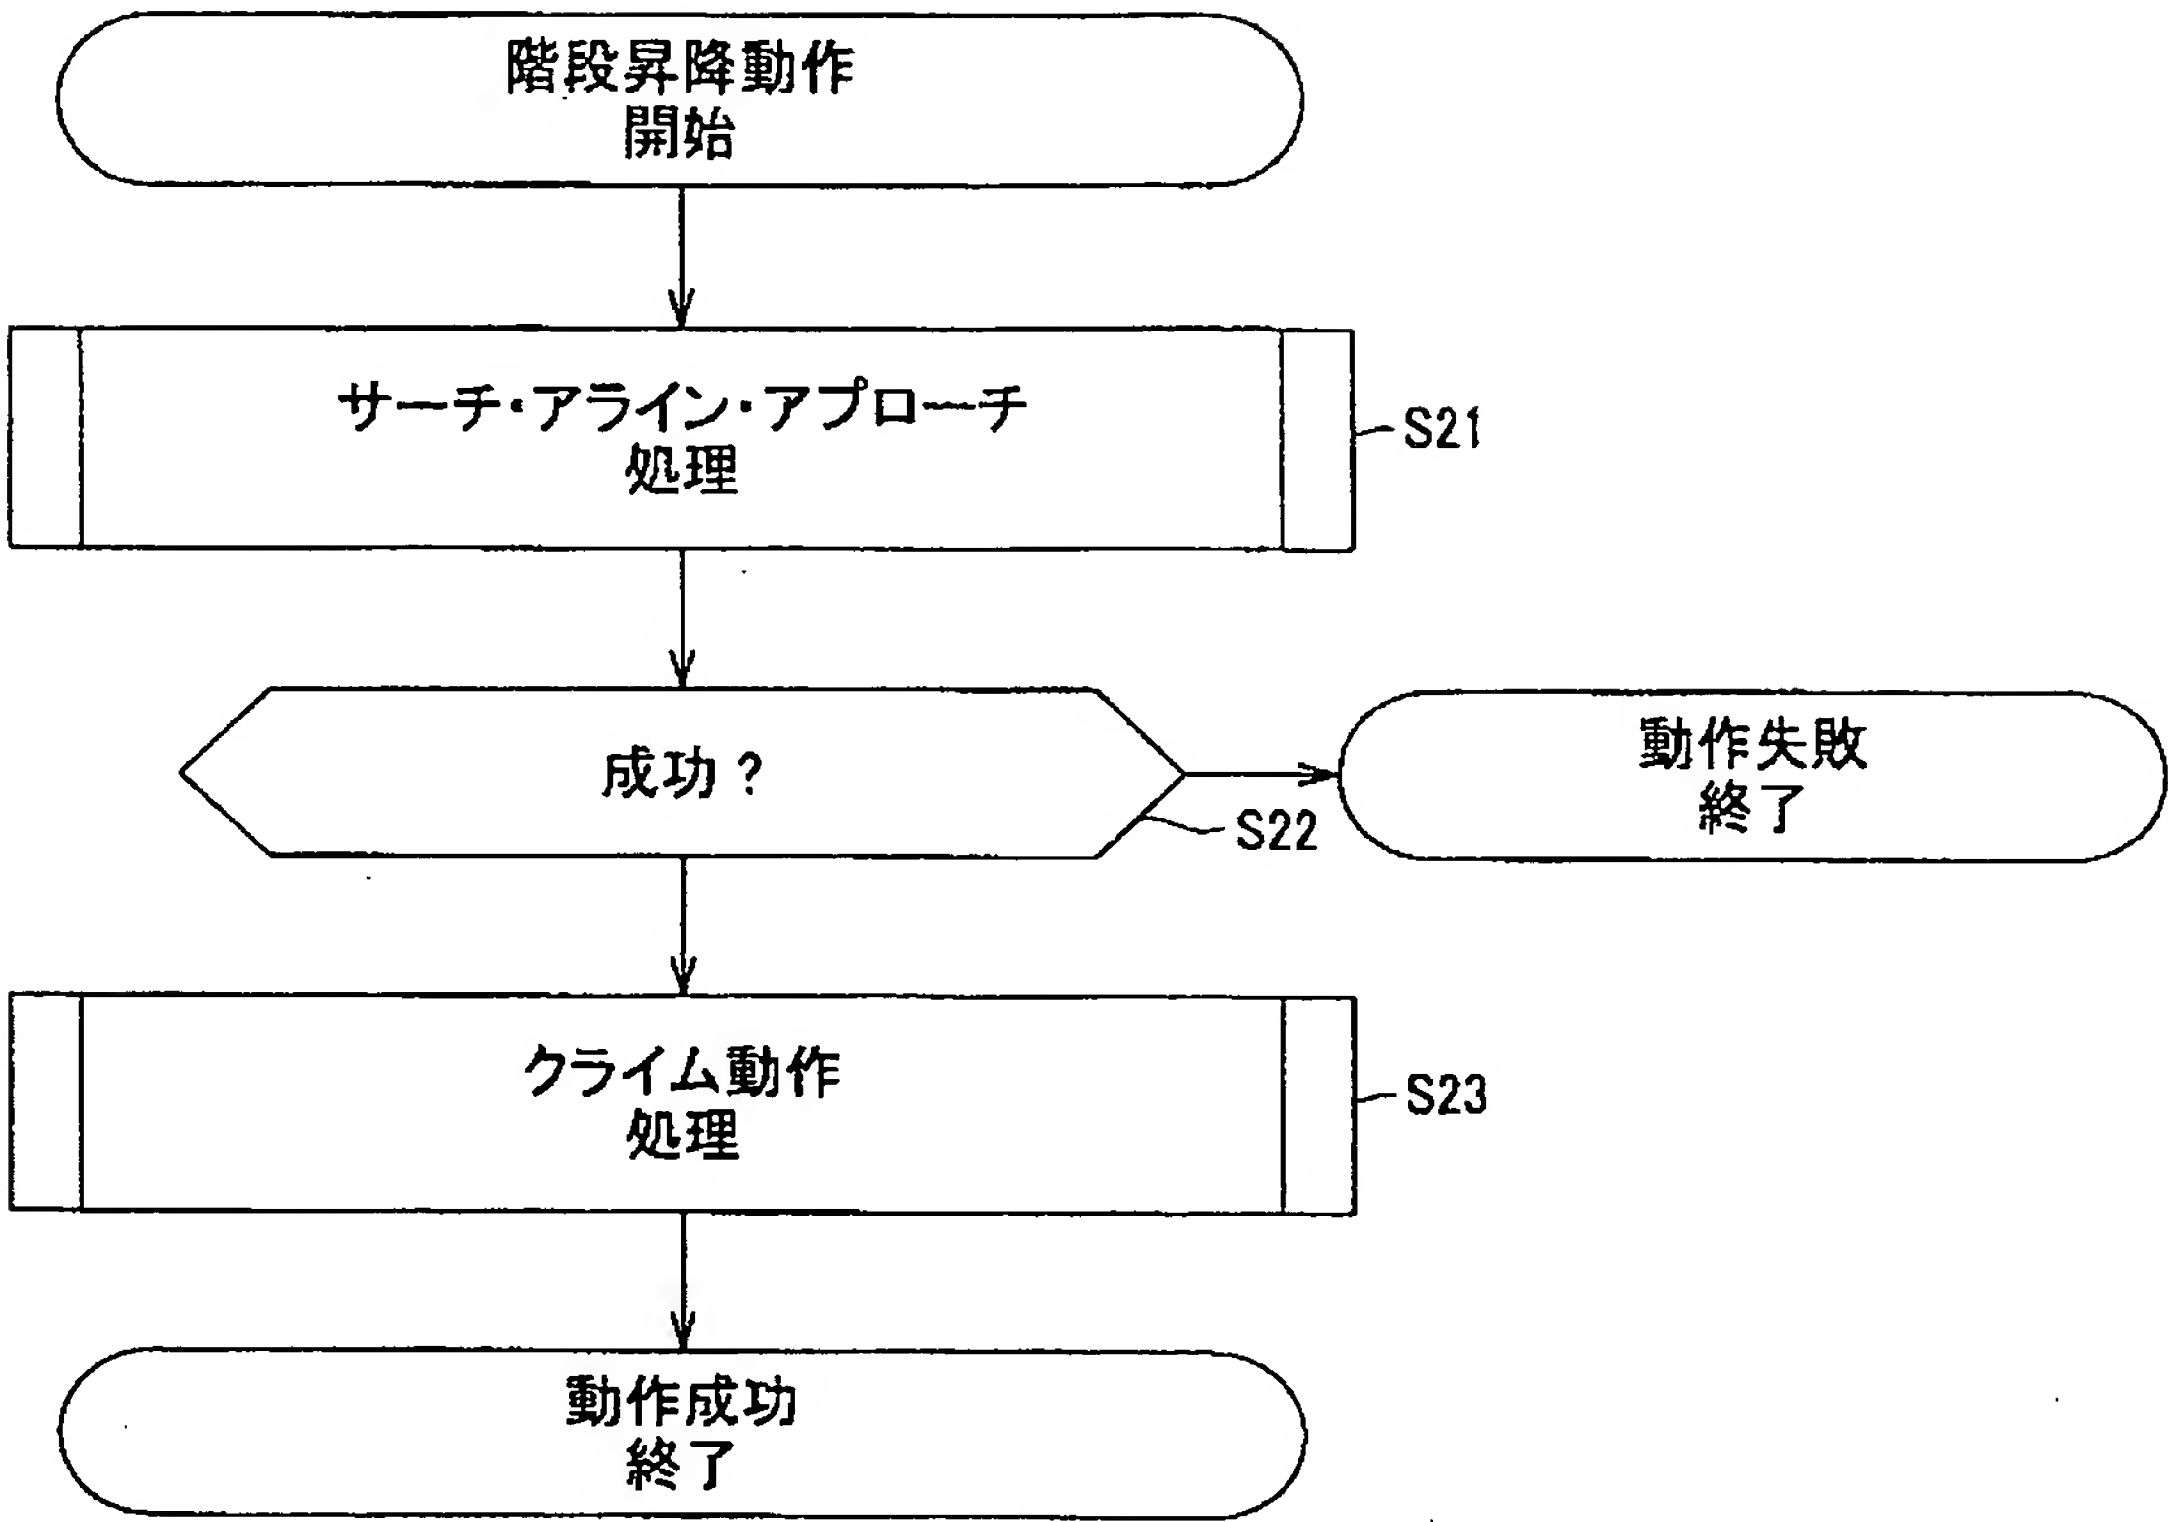 階段昇降動作
開始
サーチ・アライン・アプローチ
処理
S21
成功?
S22
動作失敗
終了
クライム動作
処理
S23
動作成功
終了